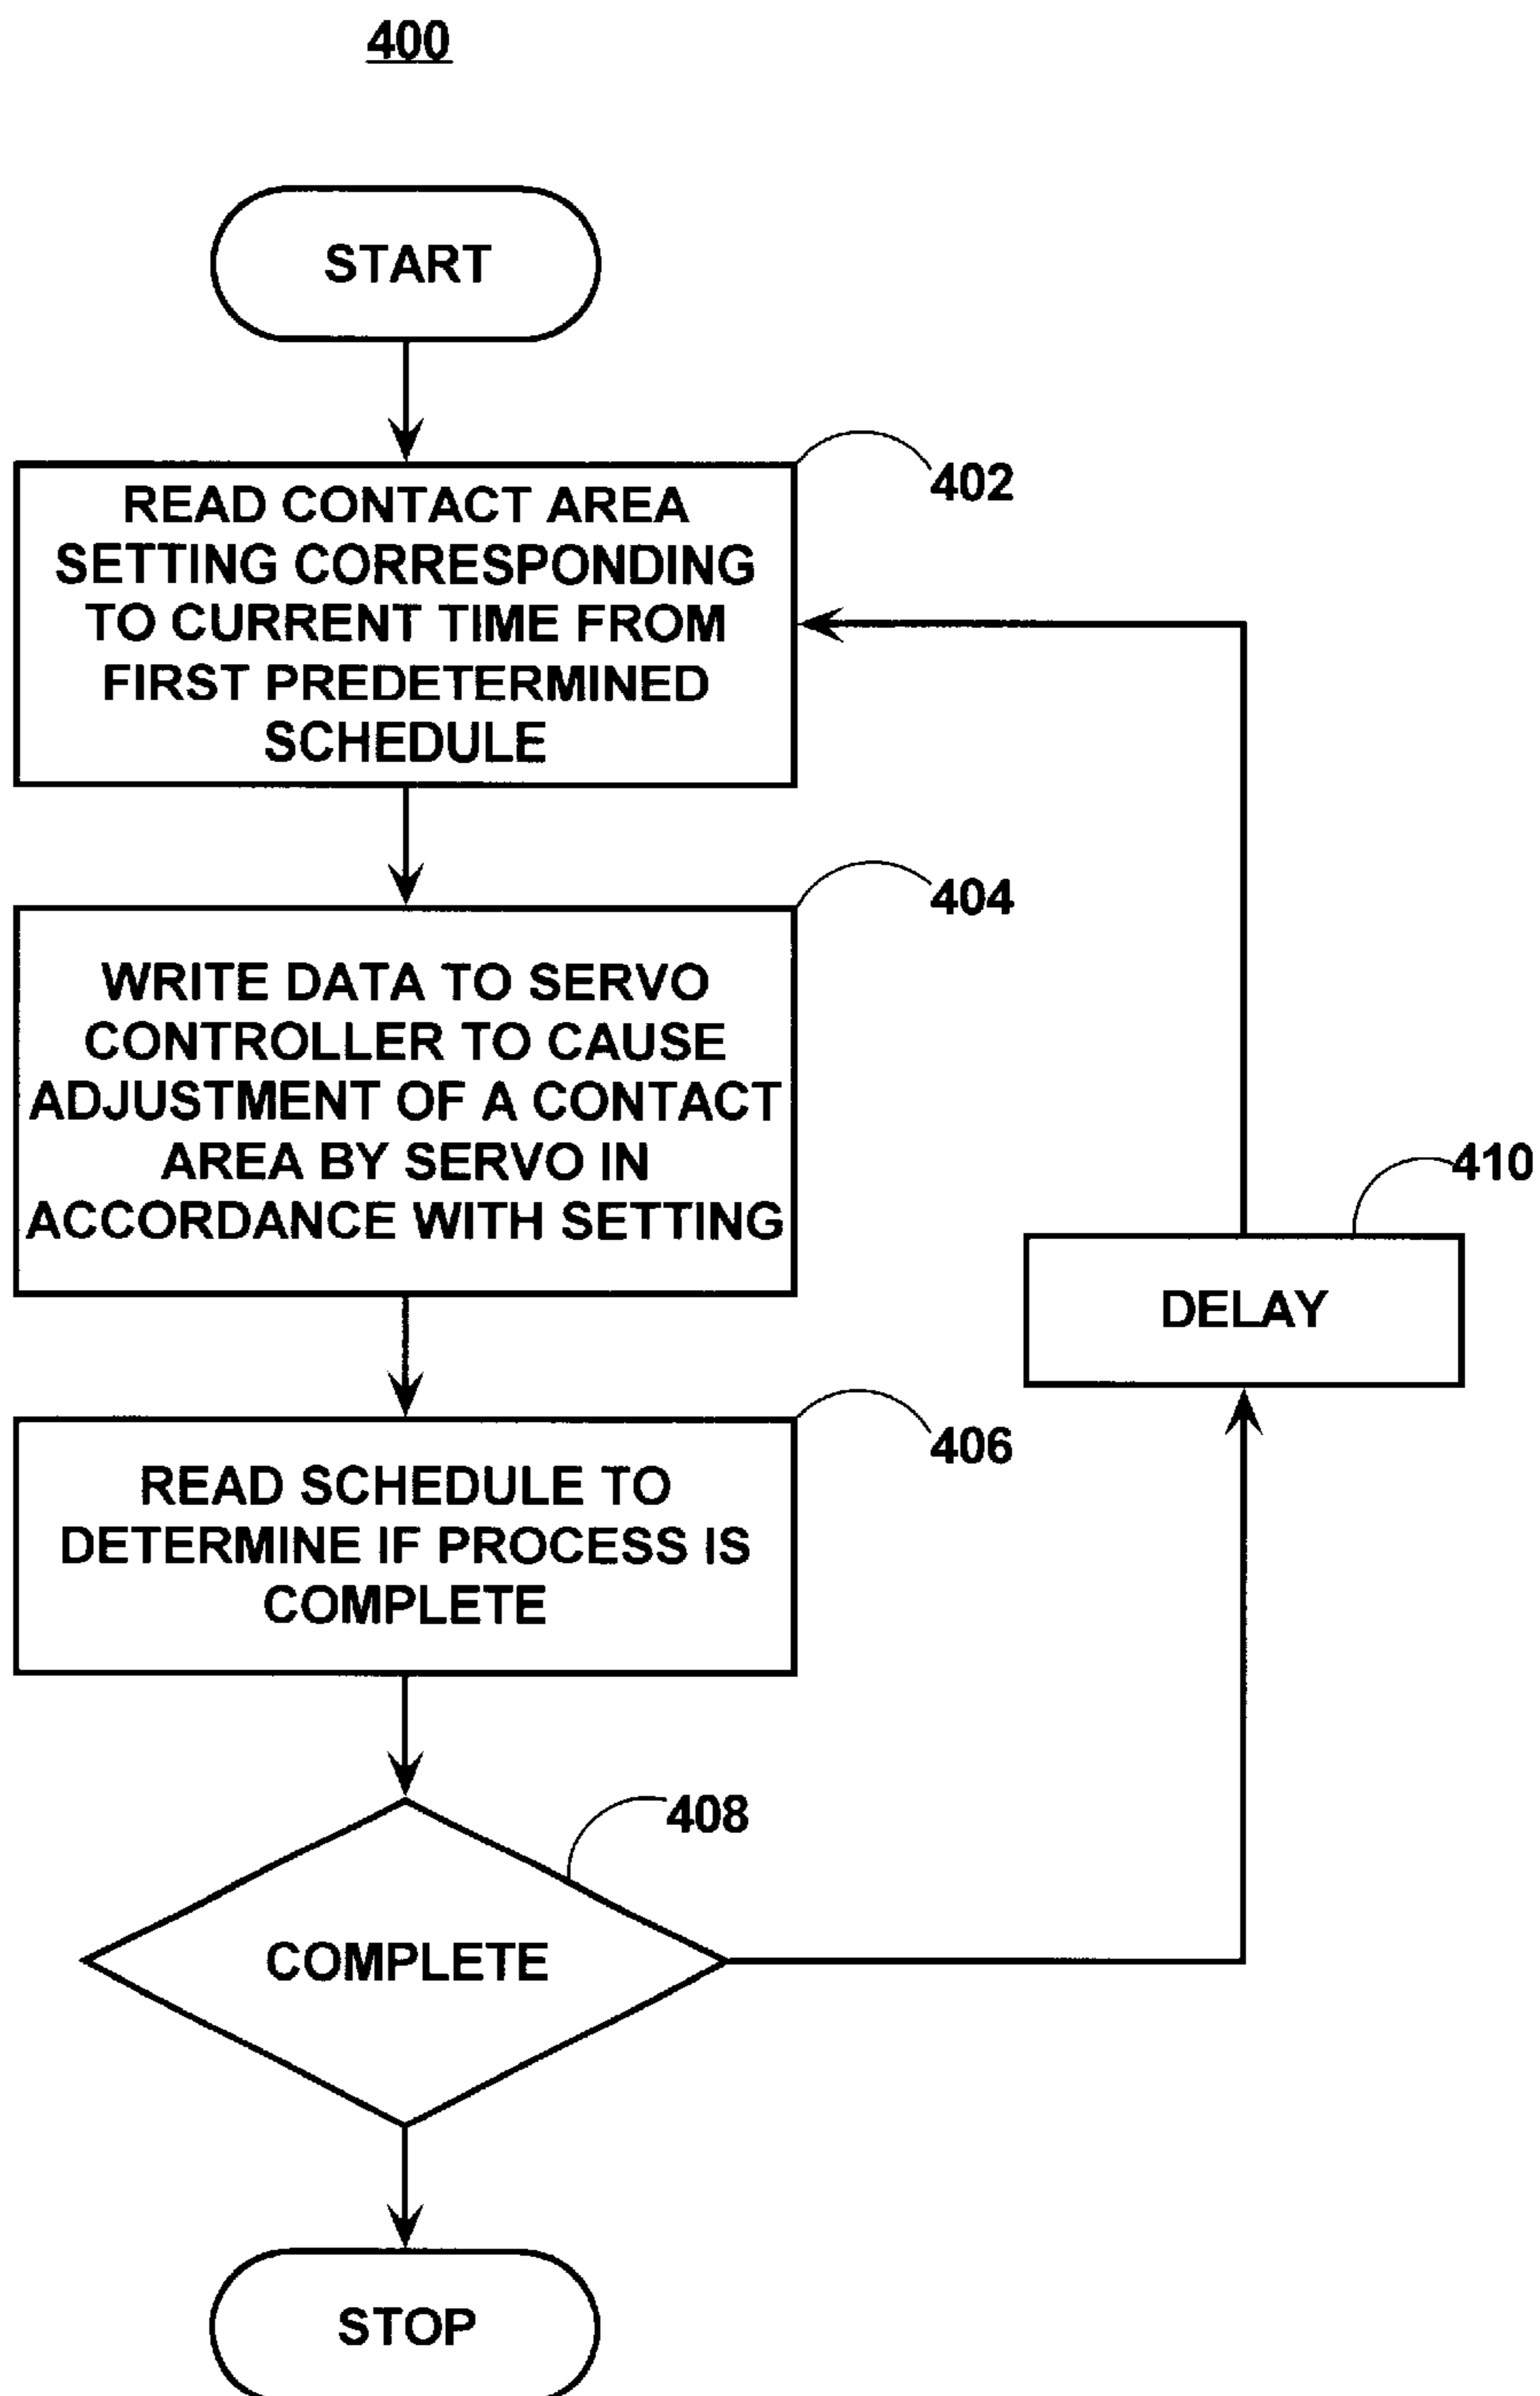 400
START
402
READ CONTACT AREA
SETTING CORRESPONDING
TO CURRENT TIME FROM
FIRST PREDETERMINED
SCHEDULE
404
WRITE DATA TO SERVO
CONTROLLER TO CAUSE
ADJUSTMENT OF A CONTACT
AREA BY SERVO IN
ACCORDANCE WITH SETTING
410
DELAY
406
READ SCHEDULE TO
DETERMINE IF PROCESS IS
COMPLETE
408
COMPLETE
STOP